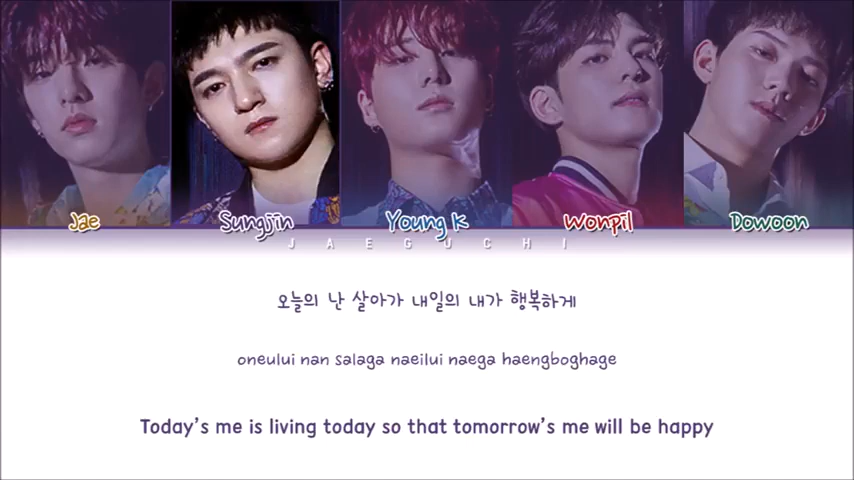 Jae Sungjin Young K Wonpil Dowoon
JAEGUCHI
오늘의 난 살아가 내일의 내가 행복하게
oneului nan salaga naeilui naega haengboghage
Today's me is living today so that tomorrow's me will be happy